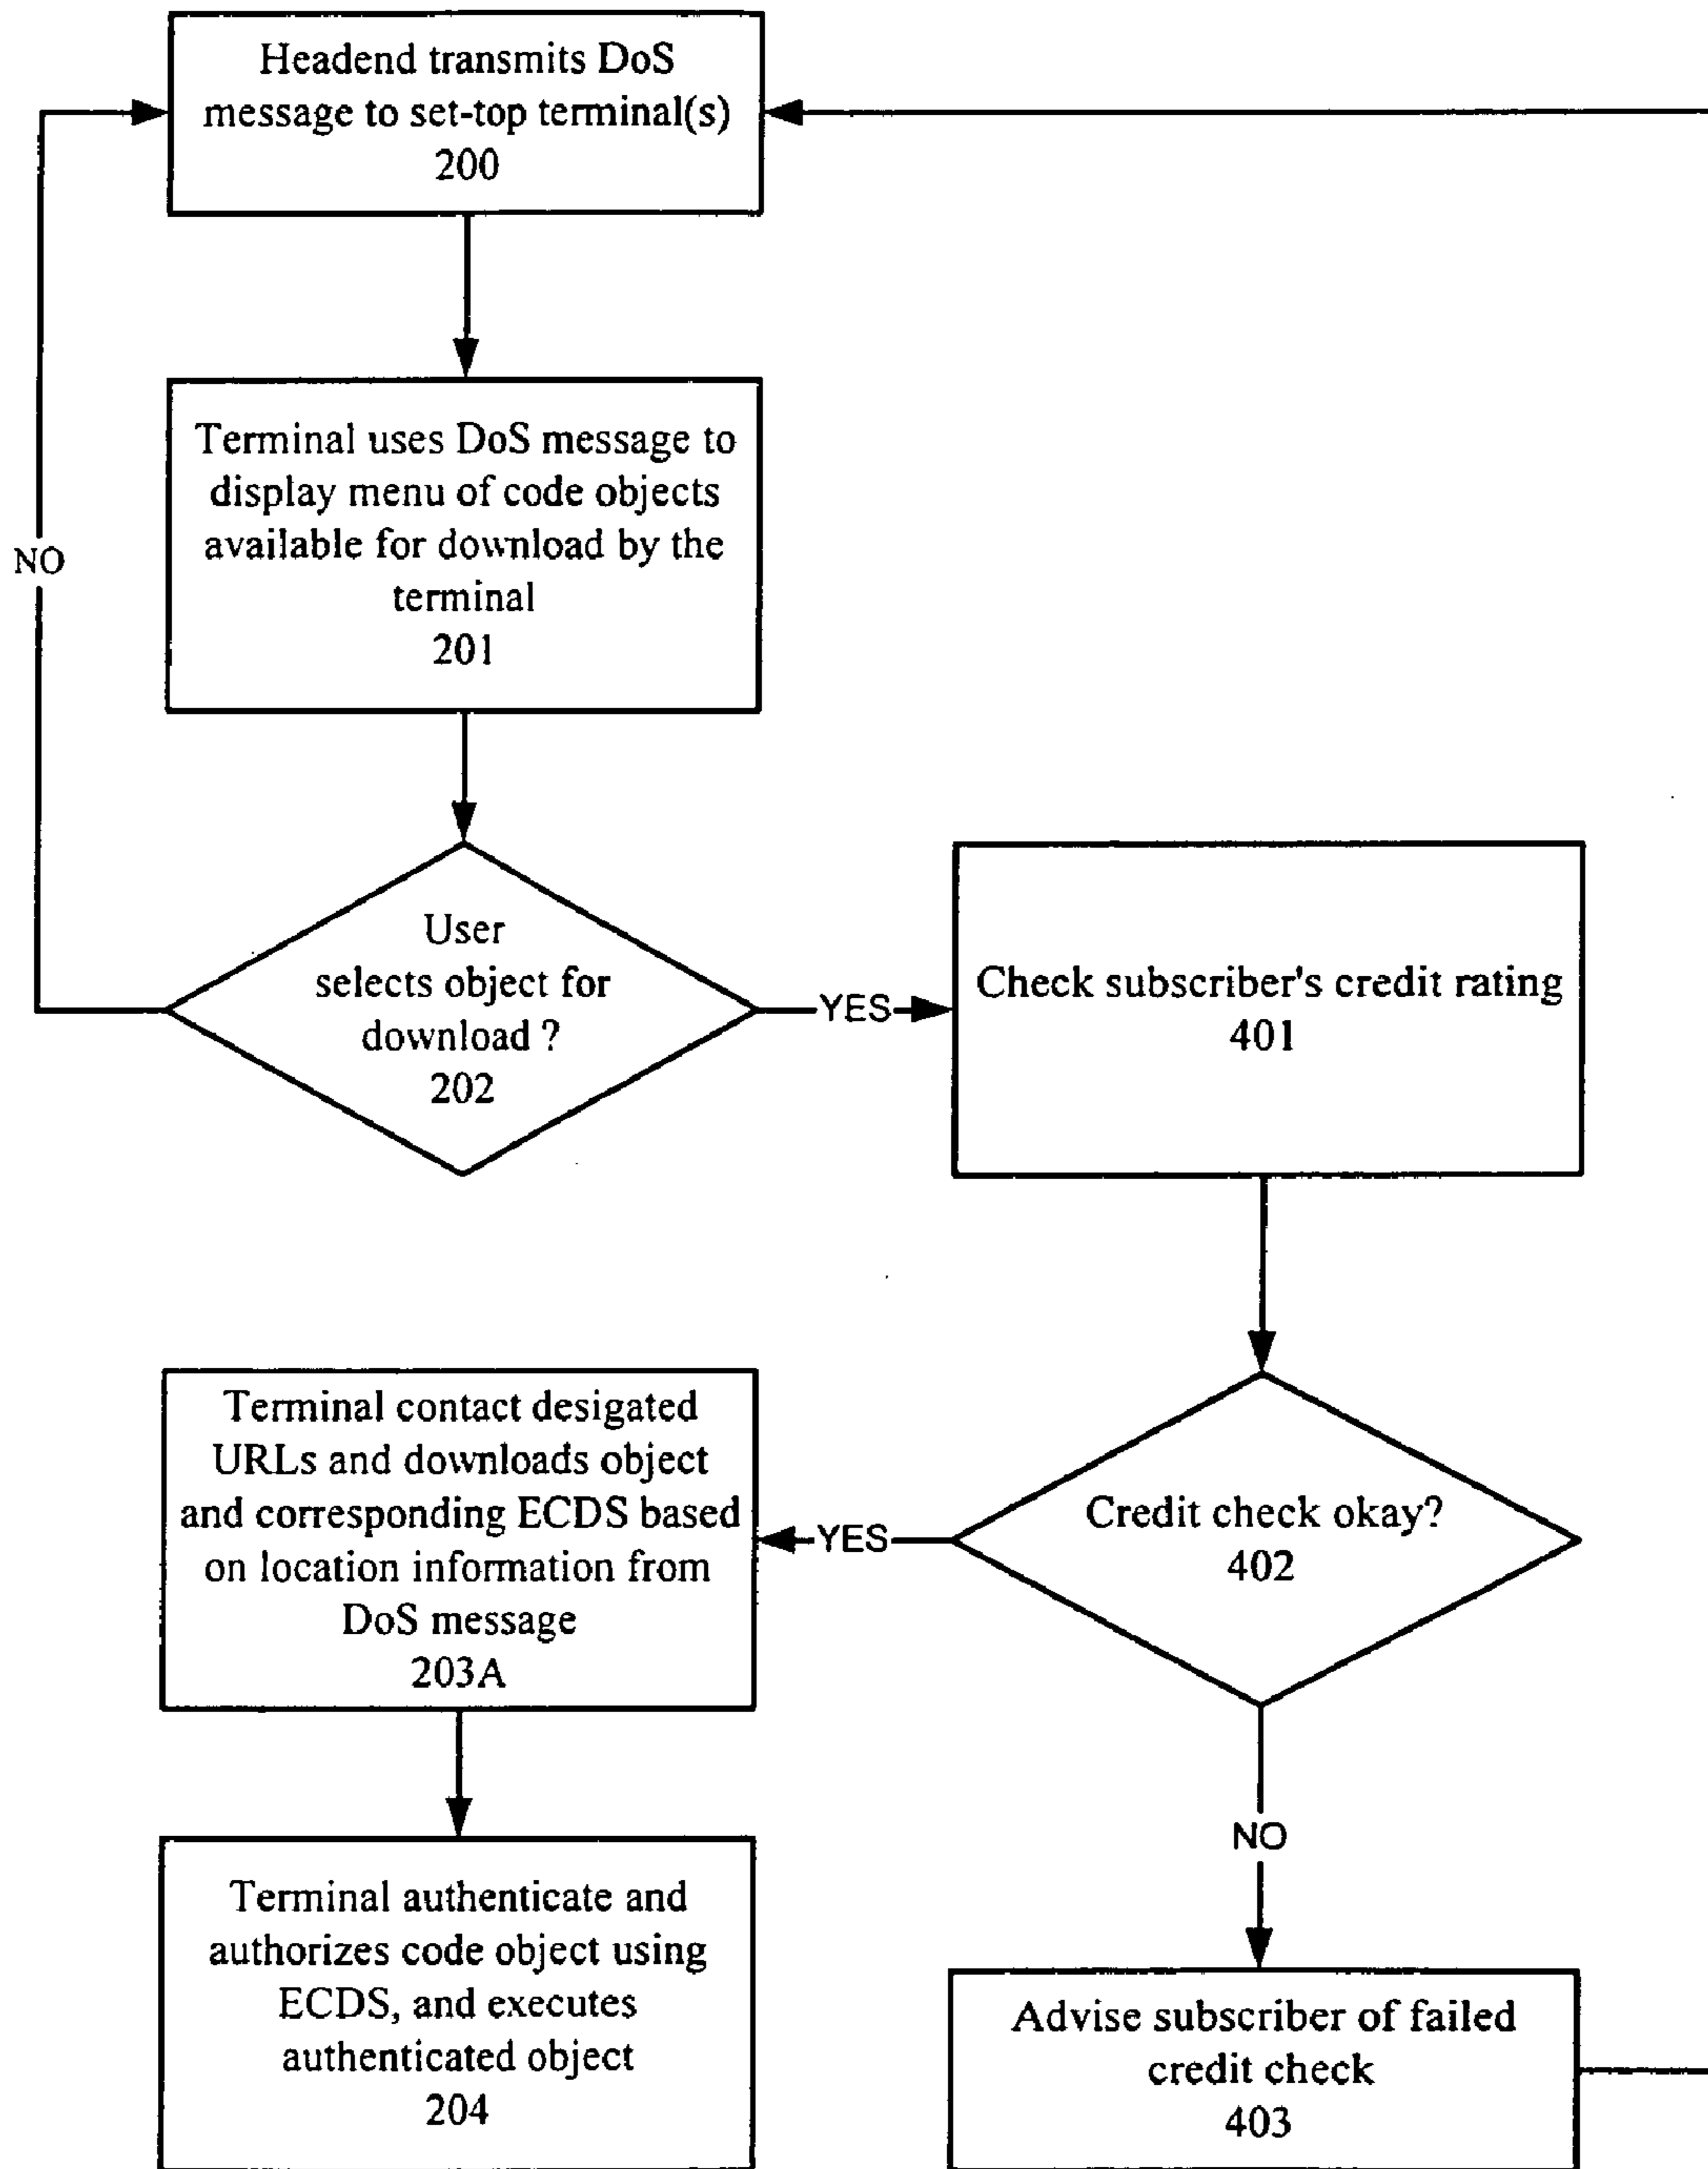 Headend transmits DoS
message to set-top terminal(s)
200
Terminal uses DoS message to
display menu of code objects
available for download by the
terminal
201
NO
User
selects object for
download ?
202
YES
Check subscriber's credit rating
401
Terminal contact desigated
URLs and downloads object
and corresponding ECDS based
on location information from
DoS message
203A
YES
Credit check okay?
402
NO
Terminal authenticate and
authorizes code object using
ECDS, and executes
authenticated object
204
Advise subscriber of failed
credit check
403